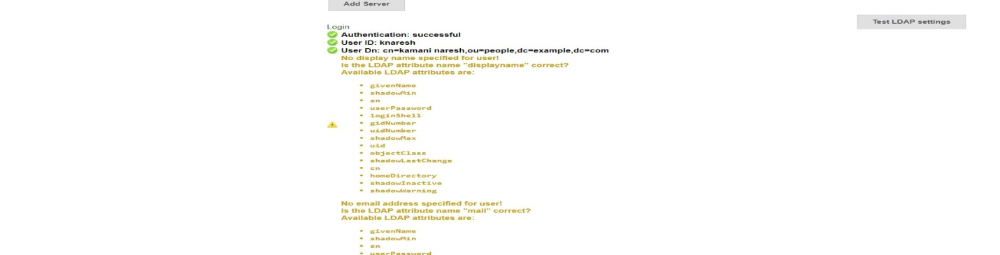 Add Server
Test LDAP settings
Login
Authentication: successful
User ID: knaresh
User Dn: cn=kamani naresh,ou=people,dc=example,dc=com
No display name specified for user!
Is the LDAP attribute name "displayname" correct?
Available LDAP attributes are:
• givenName
• shadowMin
• sn
• userPassword
• loginShell
• gidNumber
• uidNumber
• shadowMax
• uid
• objectClass
• shadowLastChange
• cn
• homeDirectory
• shadowInactive
• shadowWarning
No email address specified for user!
Is the LDAP attribute name "mail" correct?
Available LDAP attributes are:
• givenName
• shadowMin
• sn
• userPassword